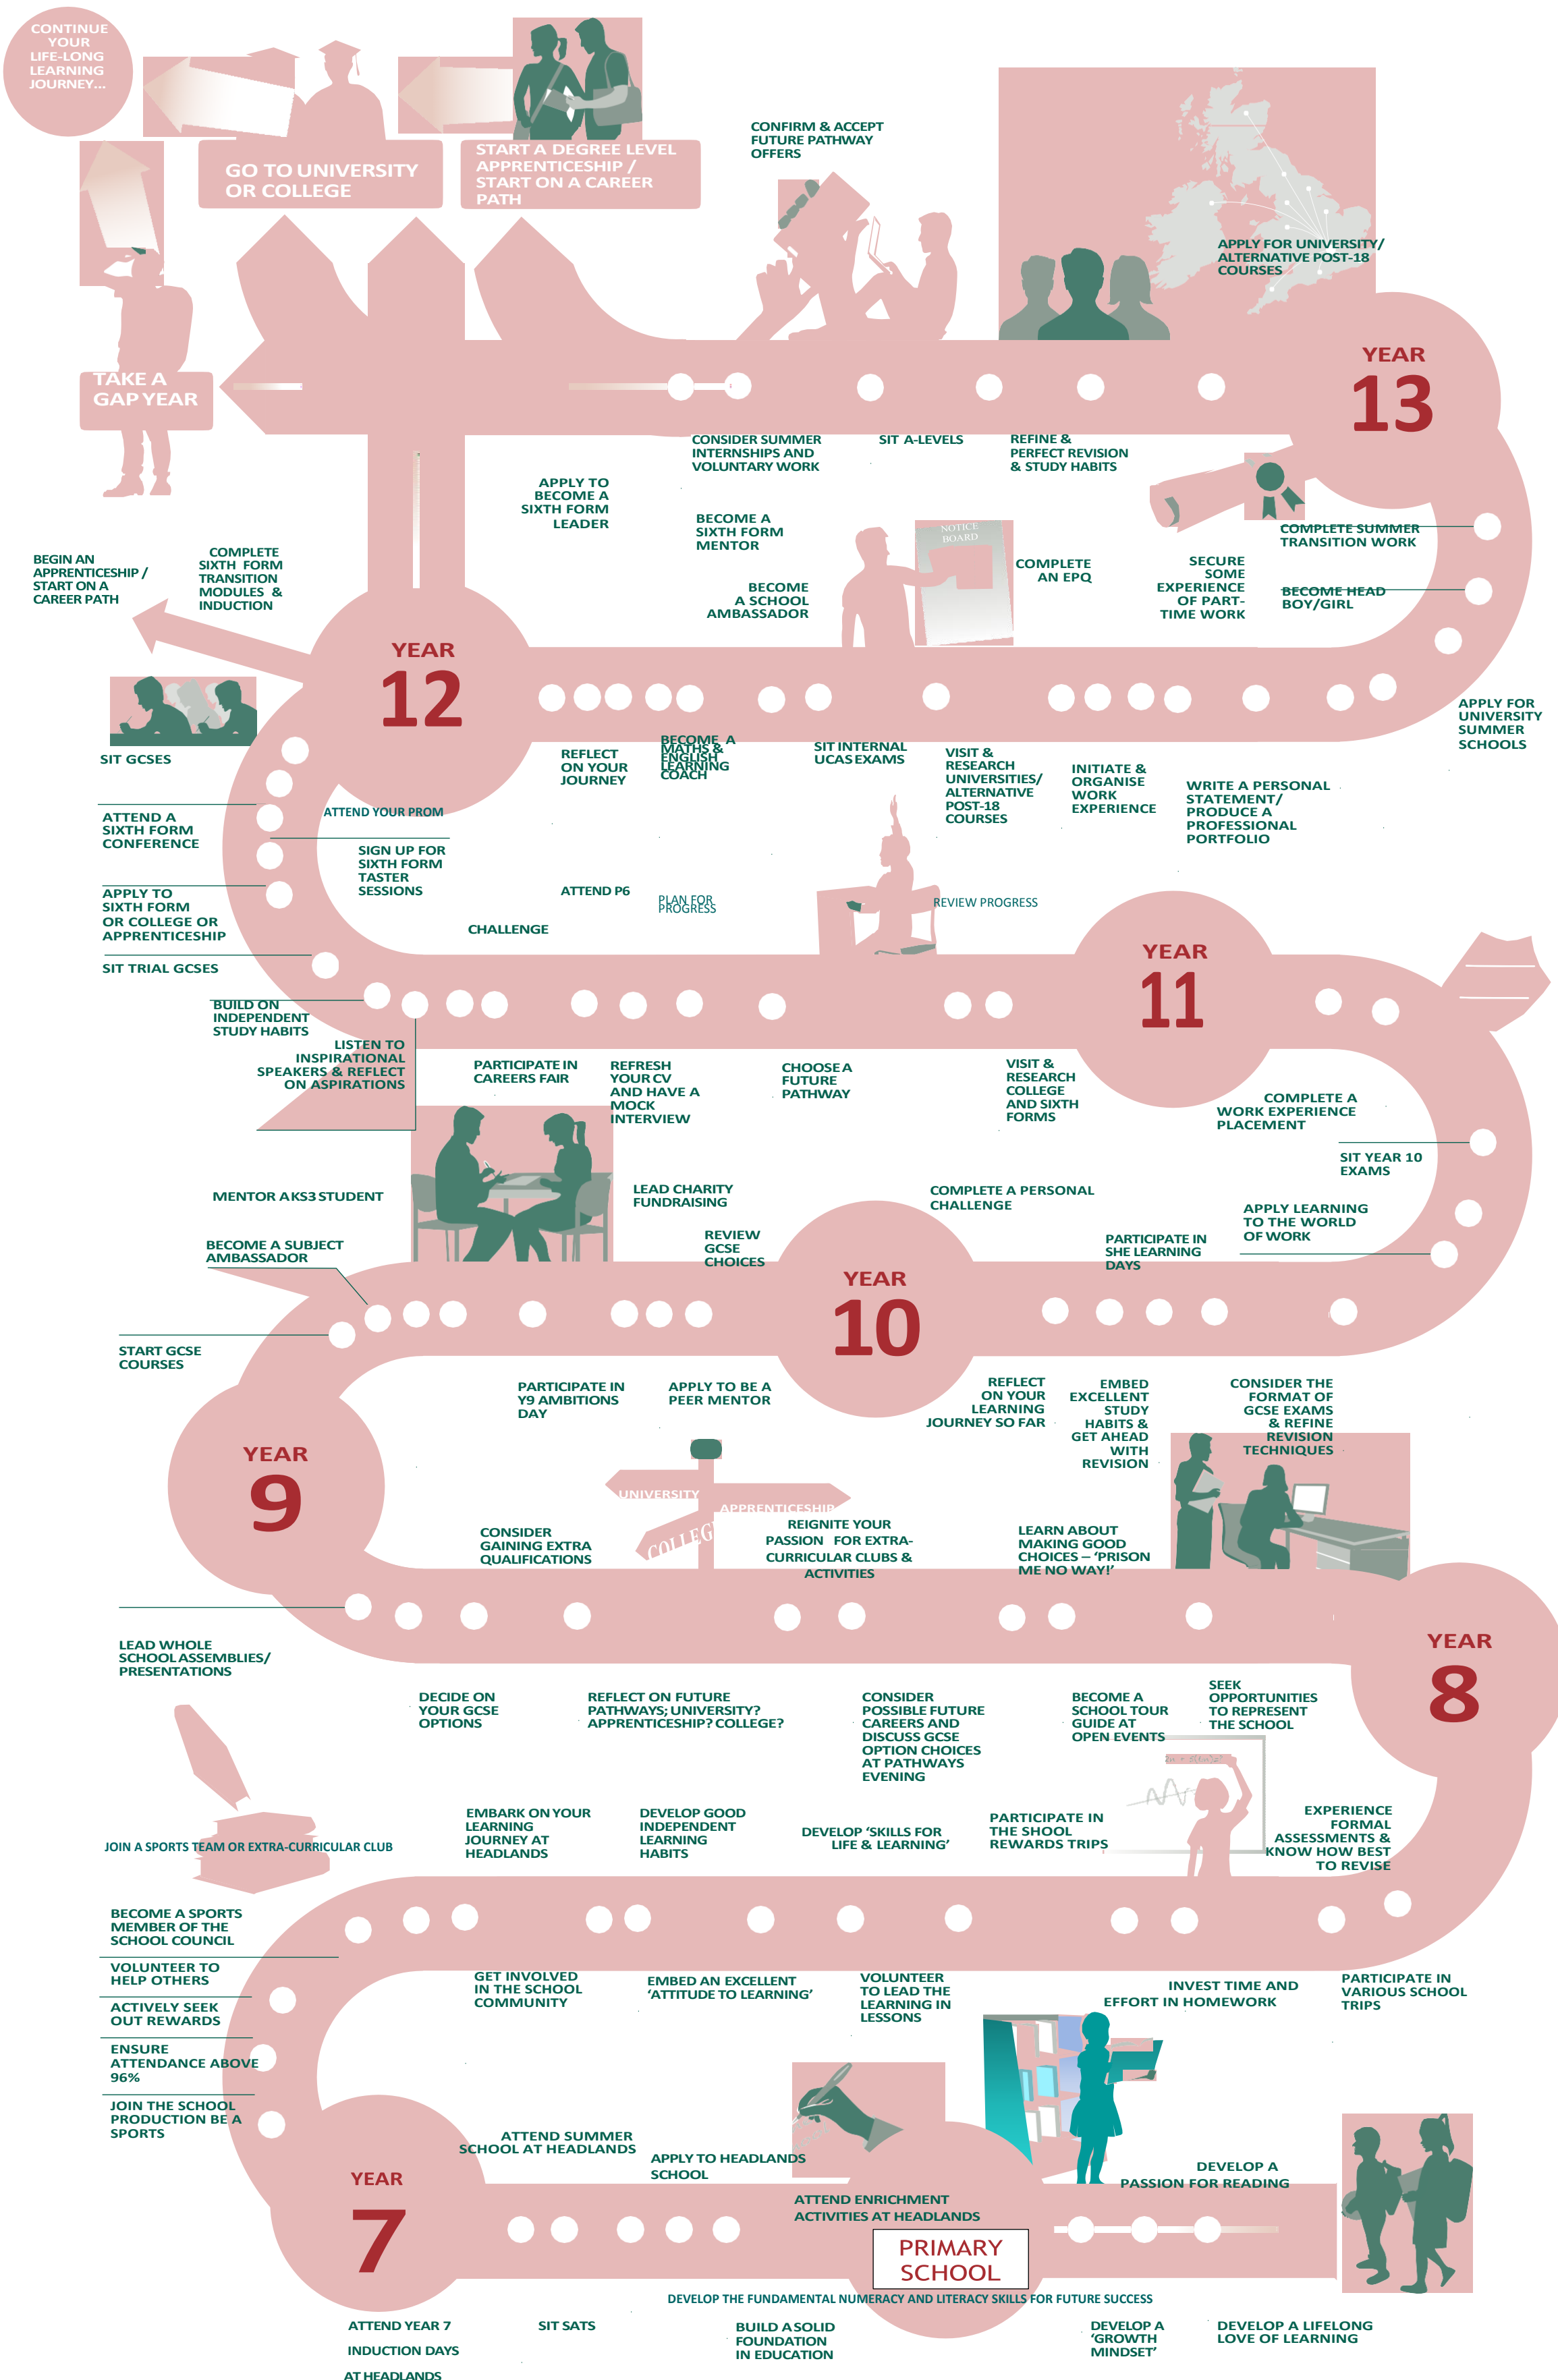 CONTINUE
YOUR
LIFE-LONG
LEARNING
JOURNEY...
GO TO UNIVERSITY
OR COLLEGE
START A DEGREE LEVEL
APPRENTICESHIP /
START ON A CAREER
PATH
CONFIRM & ACCEPT
FUTURE PATHWAY
OFFERS
APPLY FOR UNIVERSITY/
ALTERNATIVE POST-18
COURSES
TAKE A
GAP YEAR
YEAR
13
CONSIDER SUMMER
INTERNSHIPS AND
VOLUNTARY WORK
SIT A-LEVELS
REFINE &
PERFECT REVISION
& STUDY HABITS
APPLY TO
BECOME A
SIXTH FORM
LEADER
BECOME A
SIXTH FORM
MENTOR
BECOME
A SCHOOL
AMBASSADOR
NOTICE
BOARD
COMPLETE
AN EPQ
SECURE
SOME
EXPERIENCE
OF PART-
TIME WORK
COMPLETE SUMMER
TRANSITION WORK
BECOME HEAD
BOY/GIRL
BEGIN AN
APPRENTICESHIP /
START ON A
CAREER PATH
COMPLETE
SIXTH FORM
TRANSITION
MODULES &
INDUCTION
YEAR
12
APPLY FOR
UNIVERSITY
SUMMER
SCHOOLS
SIT GCSES
REFLECT
ON YOUR
JOURNEY
BECOME A
MATHS &
ENGLISH
LEARNING
COACH
SIT INTERNAL
UCAS EXAMS
VISIT &
RESEARCH
UNIVERSITIES/
ALTERNATIVE
POST-18
COURSES
INITIATE &
ORGANISE
WORK
EXPERIENCE
WRITE A PERSONAL
STATEMENT/
PRODUCE A
PROFESSIONAL
PORTFOLIO
ATTEND A
SIXTH FORM
CONFERENCE
ATTEND YOUR PROM
SIGN UP FOR
SIXTH FORM
TASTER
SESSIONS
APPLY TO
SIXTH FORM
OR COLLEGE OR
APPRENTICESHIP
ATTEND P6
PLAN FOR
PROGRESS
REVIEW PROGRESS
CHALLENGE
SIT TRIAL GCSES
YEAR
11
BUILD ON
INDEPENDENT
STUDY HABITS
LISTEN TO
INSPIRATIONAL
SPEAKERS & REFLECT
ON ASPIRATIONS
PARTICIPATE IN
CAREERS FAIR
REFRESH
YOUR CV
AND HAVE A
MOCK
INTERVIEW
CHOOSE A
FUTURE
PATHWAY
VISIT &
RESEARCH
COLLEGE
AND SIXTH
FORMS
COMPLETE A
WORK EXPERIENCE
PLACEMENT
SIT YEAR 10
EXAMS
MENTOR A KS3 STUDENT
LEAD CHARITY
FUNDRAISING
COMPLETE A PERSONAL
CHALLENGE
APPLY LEARNING
TO THE WORLD
OF WORK
BECOME A SUBJECT
AMBASSADOR
REVIEW
GCSE
CHOICES
PARTICIPATE IN
SHE LEARNING
DAYS
YEAR
10
START GCSE
COURSES
PARTICIPATE IN
Y9 AMBITIONS
DAY
APPLY TO BE A
PEER MENTOR
REFLECT
ON YOUR
LEARNING
JOURNEY SO FAR
EMBED
EXCELLENT
STUDY
HABITS &
GET AHEAD
WITH
REVISION
CONSIDER THE
FORMAT OF
GCSE EXAMS
& REFINE
REVISION
TECHNIQUES
YEAR
9
UNIVERSITY
APPRENTICESHIP
COLLEGE
CONSIDER
GAINING EXTRA
QUALIFICATIONS
REIGNITE YOUR
PASSION FOR EXTRA-
CURRICULAR CLUBS &
ACTIVITIES
LEARN ABOUT
MAKING GOOD
CHOICES – ‘PRISON
ME NO WAY!’
LEAD WHOLE
SCHOOL ASSEMBLIES/
PRESENTATIONS
YEAR
8
DECIDE ON
YOUR GCSE
OPTIONS
REFLECT ON FUTURE
PATHWAYS; UNIVERSITY?
APPRENTICESHIP? COLLEGE?
CONSIDER
POSSIBLE FUTURE
CAREERS AND
DISCUSS GCSE
OPTION CHOICES
AT PATHWAYS
EVENING
BECOME A
SCHOOL TOUR
GUIDE AT
OPEN EVENTS
SEEK
OPPORTUNITIES
TO REPRESENT
THE SCHOOL
JOIN A SPORTS TEAM OR EXTRA-CURRICULAR CLUB
EMBARK ON YOUR
LEARNING
JOURNEY AT
HEADLANDS
DEVELOP GOOD
INDEPENDENT
LEARNING
HABITS
DEVELOP ‘SKILLS FOR
LIFE & LEARNING’
PARTICIPATE IN
THE SHOOL
REWARDS TRIPS
EXPERIENCE
FORMAL
ASSESSMENTS &
KNOW HOW BEST
TO REVISE
BECOME A SPORTS
MEMBER OF THE
SCHOOL COUNCIL
VOLUNTEER TO
HELP OTHERS
ACTIVELY SEEK
OUT REWARDS
ENSURE
ATTENDANCE ABOVE
96%
JOIN THE SCHOOL
PRODUCTION BE A
SPORTS
GET INVOLVED
IN THE SCHOOL
COMMUNITY
EMBED AN EXCELLENT
‘ATTITUDE TO LEARNING’
VOLUNTEER
TO LEAD THE
LEARNING IN
LESSONS
INVEST TIME AND
EFFORT IN HOMEWORK
PARTICIPATE IN
VARIOUS SCHOOL
TRIPS
ATTEND SUMMER
SCHOOL AT HEADLANDS
APPLY TO HEADLANDS
SCHOOL
ATTEND ENRICHMENT
ACTIVITIES AT HEADLANDS
DEVELOP A
PASSION FOR READING
YEAR
7
PRIMARY
SCHOOL
DEVELOP THE FUNDAMENTAL NUMERACY AND LITERACY SKILLS FOR FUTURE SUCCESS
ATTEND YEAR 7
INDUCTION DAYS
AT HEADLANDS
SIT SATS
BUILD A SOLID
FOUNDATION
IN EDUCATION
DEVELOP A
‘GROWTH
MINDSET’
DEVELOP A LIFELONG
LOVE OF LEARNING